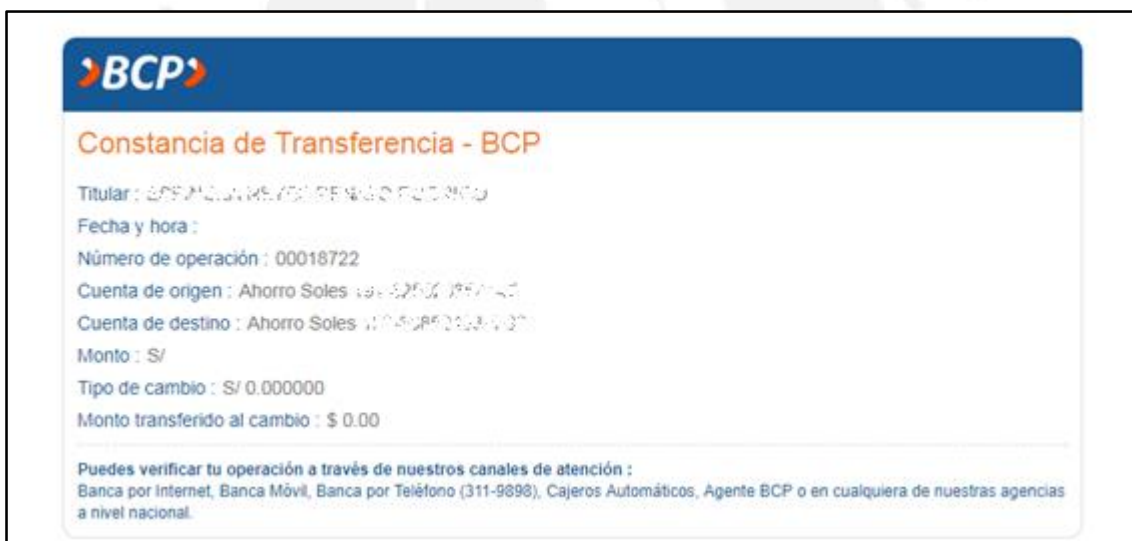 BCP
Constancia de Transferencia - BCP
Titular :
Fecha y hora :
Número de operación : 00018722
Cuenta de origen : Ahorro Soles
Cuenta de destino : Ahorro Soles
Monto : S/
Tipo de cambio : S/ 0.000000
Monto transferido al cambio : $ 0.00
Puedes verificar tu operación a través de nuestros canales de atención :
Banca por Internet, Banca Móvil, Banca por Teléfono (311-9898), Cajeros Automáticos, Agente BCP o en cualquiera de nuestras agencias
a nivel nacional.